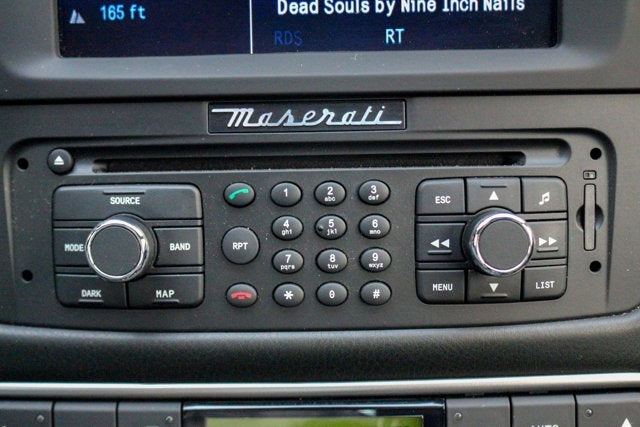 Dead Souls by Nine Inch Nails
165 ft
RDS RT
Maserati
SOURCE
MODE BAND
DARK MAP
1 2 abc 3 def
RPT
4 ghi 5 jkl 6 mno
7 pqrs 8 tuv 9 wxyz
* 0 #
ESC
MENU LIST
AUTO